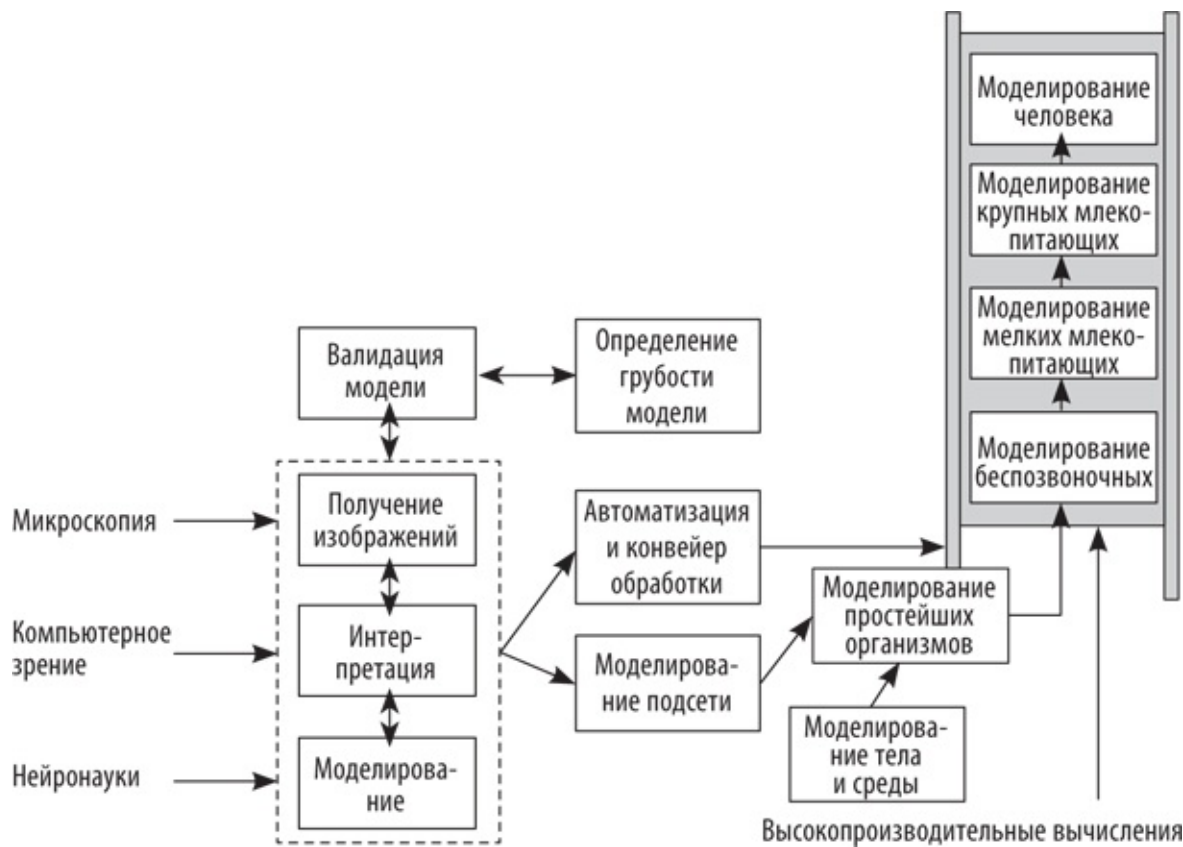 Моделирование
человека
Моделирование
крупных млеко-
питающих
Моделирование
мелких млеко-
питающих
Моделирование
беспозвоночных
Валидация
модели
Определение
грубости
модели
Микроскопия
Получение
изображений
Автоматизация
и конвейер
обработки
Компьютерное
зрение
Интер-
претация
Моделирова-
ние подсети
Моделирование
простейших
организмов
Нейронауки
Моделирова-
ние
Моделирова-
ние тела
и среды
Высокопроизводительные вычисления